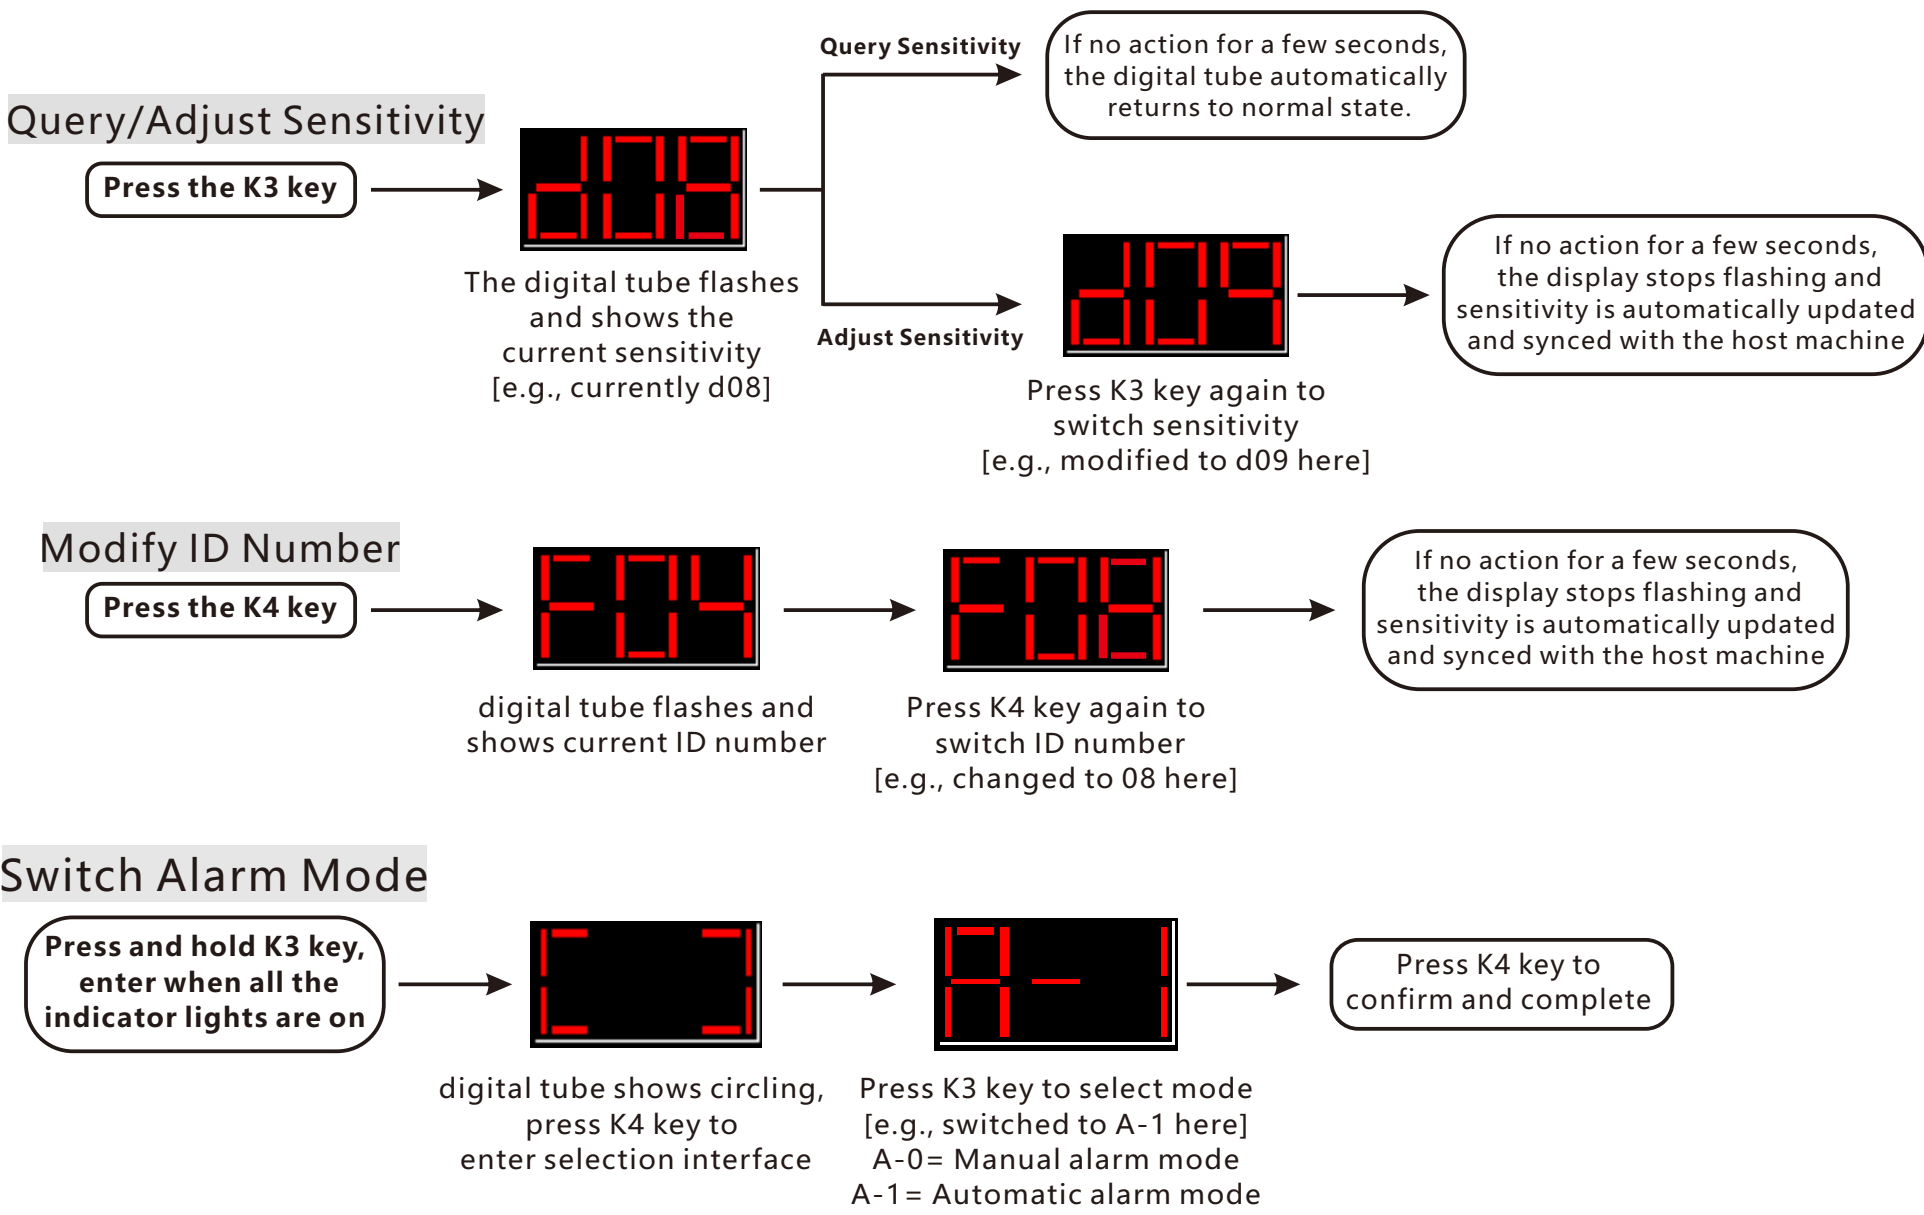 Query/Adjust Sensitivity
Press the K3 key
d08
The digital tube flashes
and shows the
current sensitivity
[e.g., currently d08]
Query Sensitivity
If no action for a few seconds,
the digital tube automatically
returns to normal state.
Adjust Sensitivity
d09
Press K3 key again to
switch sensitivity
[e.g., modified to d09 here]
If no action for a few seconds,
the display stops flashing and
sensitivity is automatically updated
and synced with the host machine
Modify ID Number
Press the K4 key
F04
digital tube flashes and
shows current ID number
F08
Press K4 key again to
switch ID number
[e.g., changed to 08 here]
If no action for a few seconds,
the display stops flashing and
sensitivity is automatically updated
and synced with the host machine
Switch Alarm Mode
Press and hold K3 key,
enter when all the
indicator lights are on
digital tube shows circling,
press K4 key to
enter selection interface
A-1
Press K3 key to select mode
[e.g., switched to A-1 here]
A-0= Manual alarm mode
A-1= Automatic alarm mode
Press K4 key to
confirm and complete